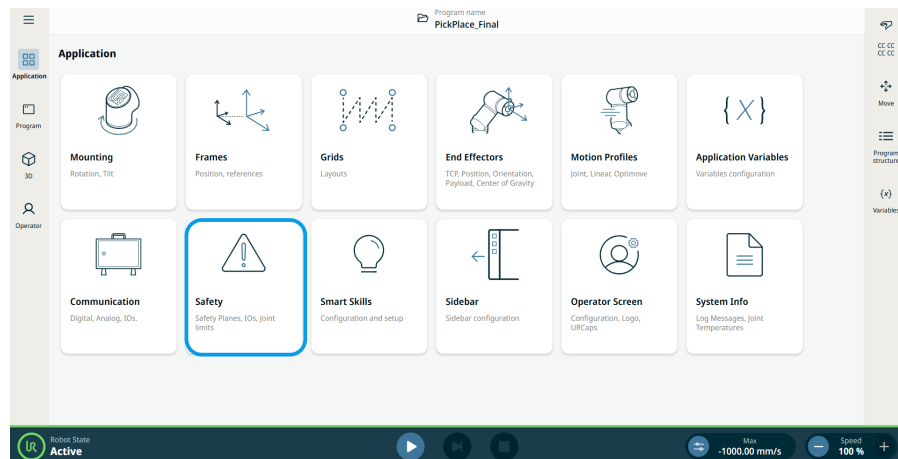 Program name
PickPlace_Final
Application
Application
Program
3D
Operator
Mounting
Rotation, Tilt
Frames
Position, references
Grids
Layouts
End Effectors
TCP, Position, Orientation,
Payload, Center of Gravity
Motion Profiles
Joint, Linear, Optimove
{X}
Application Variables
Variables configuration
Communication
Digital, Analog, IOs.
Safety
Safety Planes, IOs, Joint
limits
Smart Skills
Configuration and setup
Sidebar
Sidebar configuration
Operator Screen
Configuration, Logo,
URCaps
System Info
Log Messages, Joint
Temperatures
CC CC
CC CC
Move
Program
structure
{x}
Variables
Robot State
Active
Max
-1000.00 mm/s
Speed
100 %